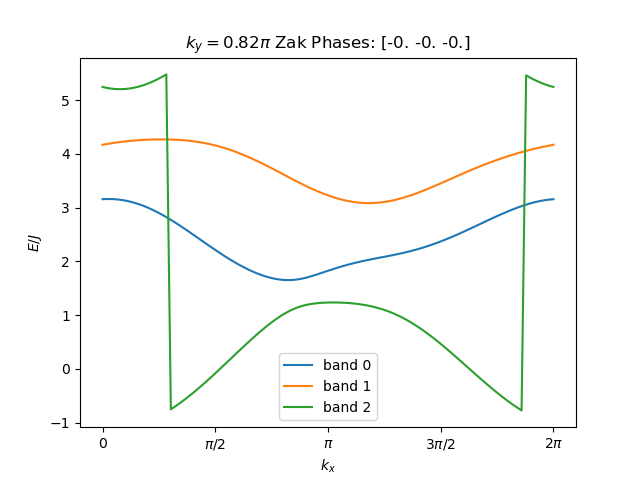 $k_y = 0.82\pi$ Zak Phases: [-0. -0. -0.]
E/J
5
4
3
2
1
0
−1
band 0
band 1
band 2
0
π/2
π
3π/2
2π
$k_x$